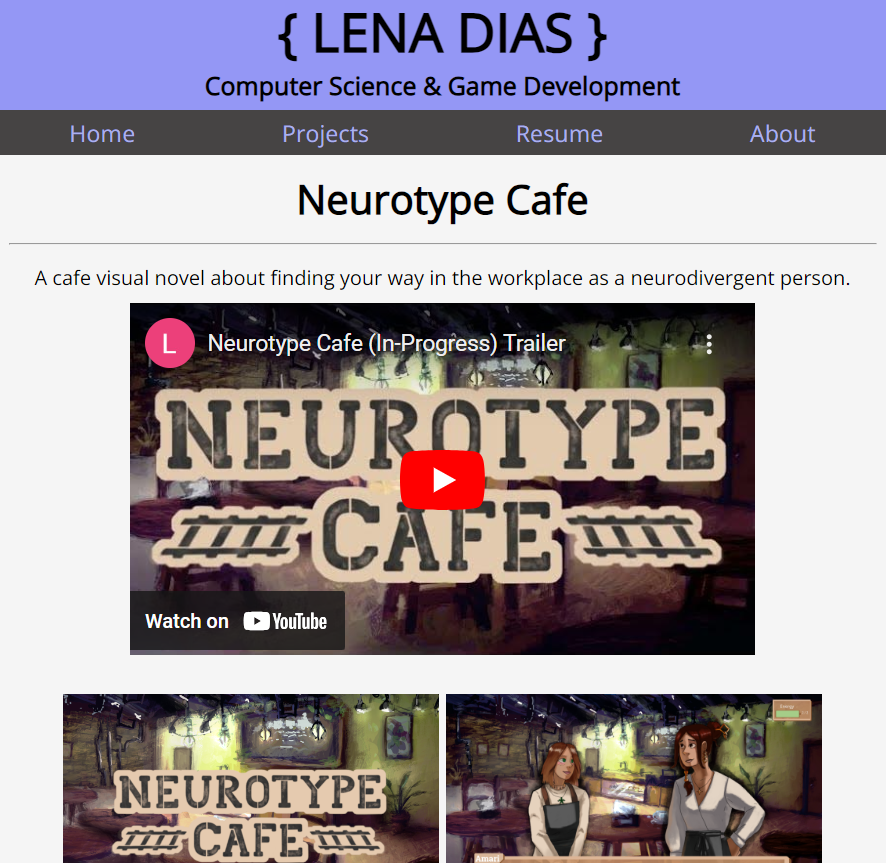 { LENA DIAS }
Computer Science & Game Development
Home Projects Resume About
Neurotype Cafe
A cafe visual novel about finding your way in the workplace as a neurodivergent person.
L Neurotype Cafe (In-Progress) Trailer
NEUROTYPE
CAFE
Watch on YouTube
NEUROTYPE
CAFE
Energy
Amari